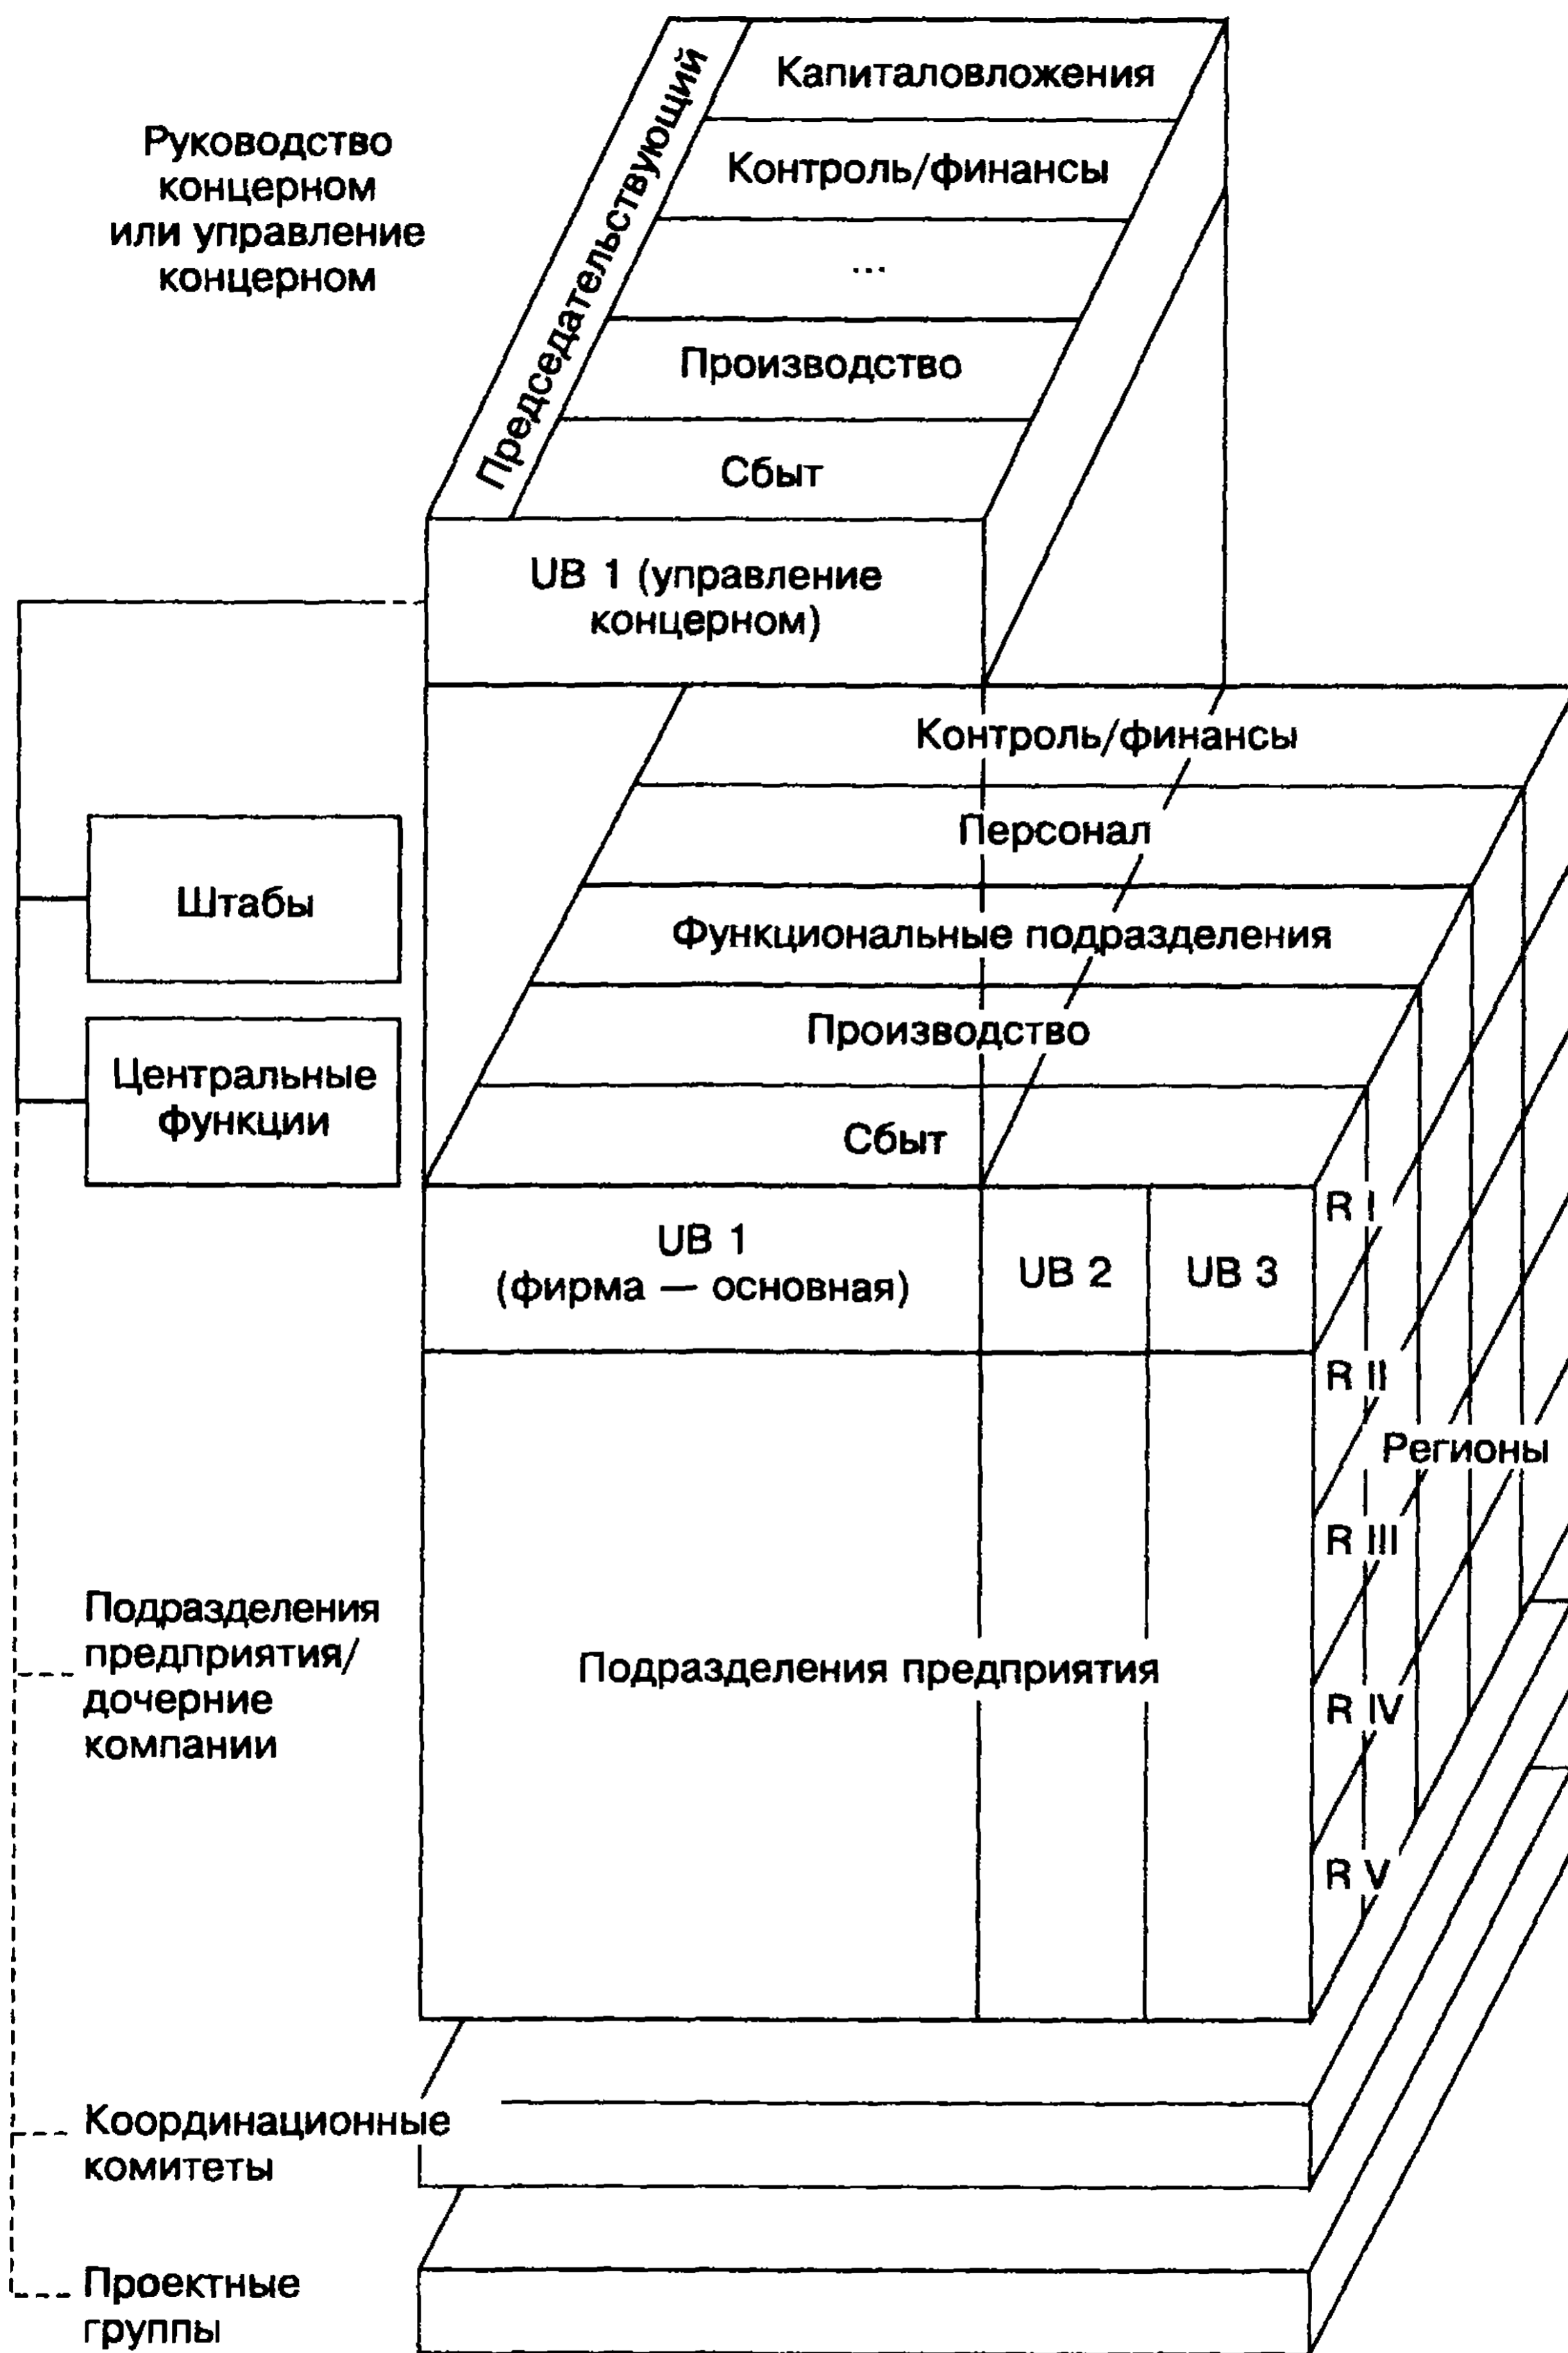 Руководство
концерном
или управление
концерном
Председательствующий
Капиталовложения
Контроль/финансы
...
Производство
Сбыт
UB 1 (управление
концерном)
Контроль/финансы
Персонал
Функциональные подразделения
Производство
Сбыт
Штабы
Центральные
функции
UB 1
(фирма — основная)
UB 2
UB 3
R I
R II
Регионы
R III
R IV
R V
Подразделения
предприятия/
дочерние
компании
Подразделения предприятия
Координационные
комитеты
Проектные
группы